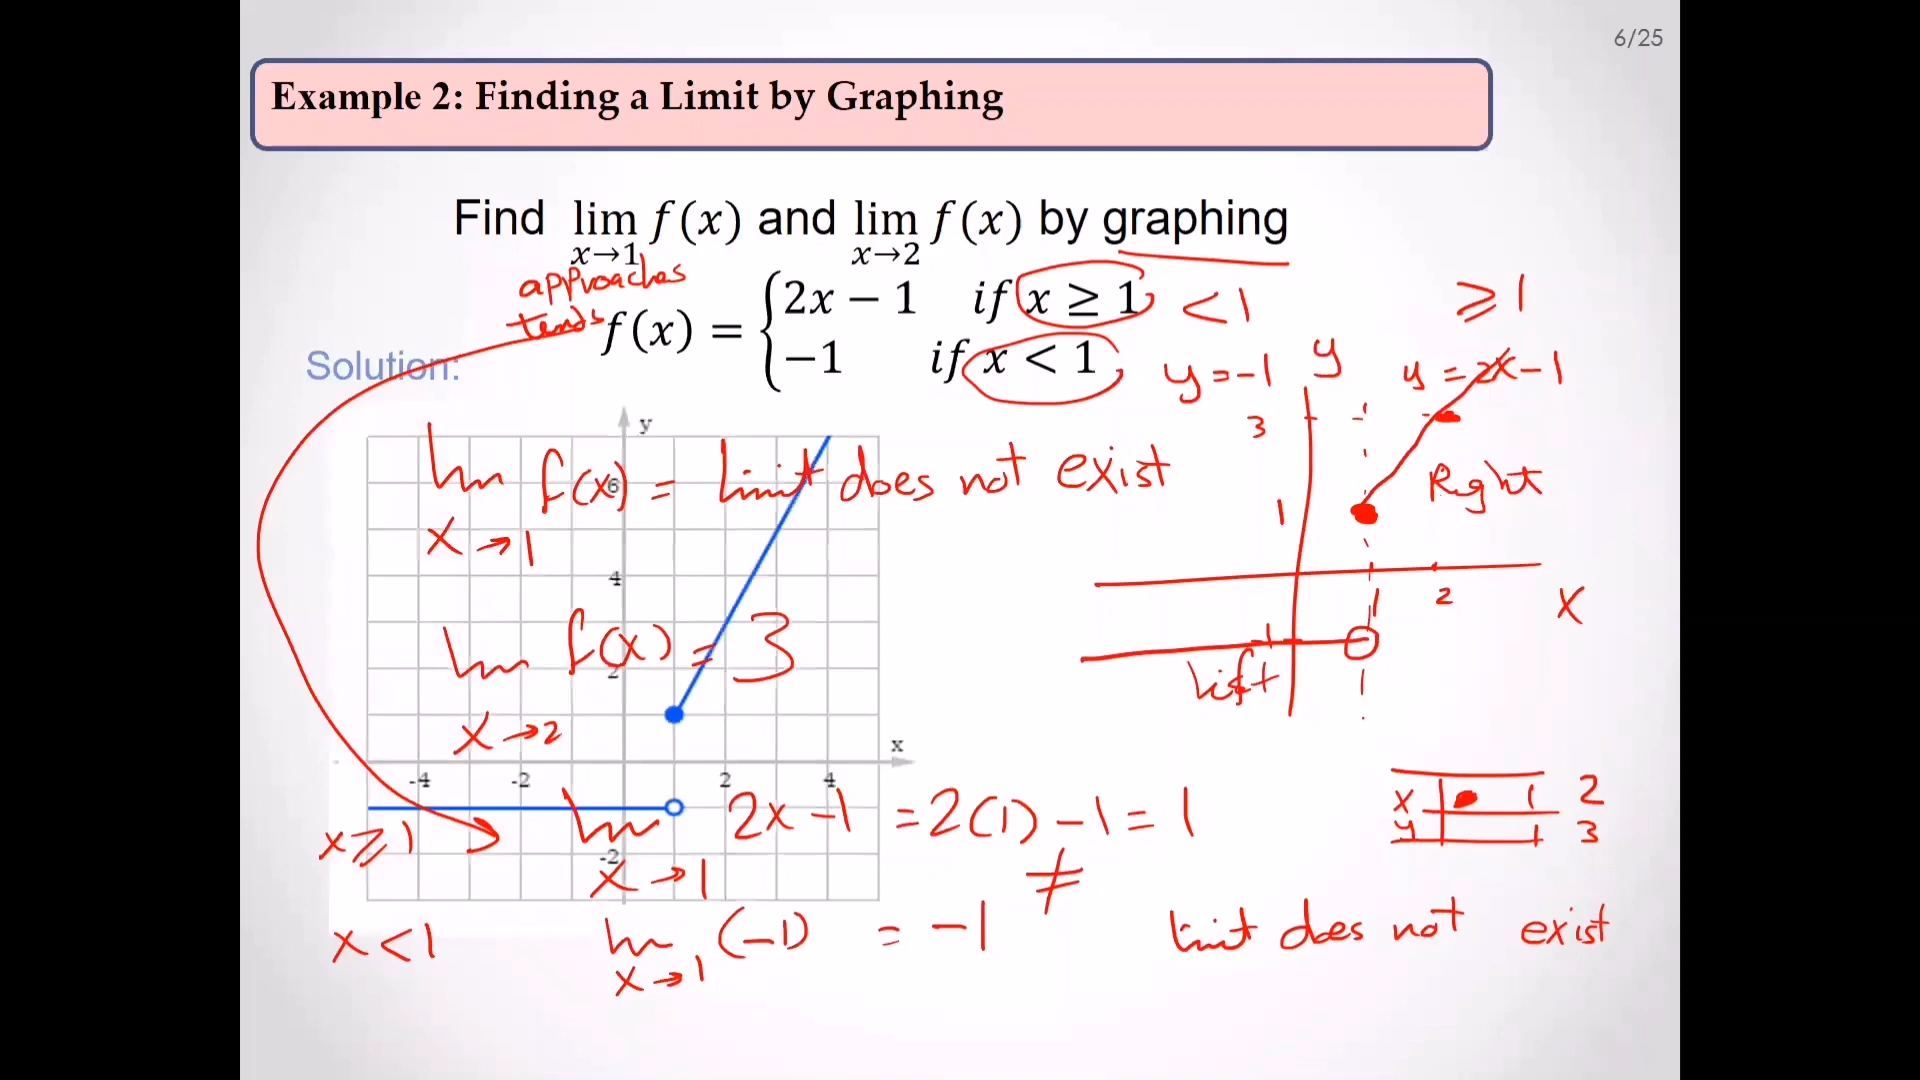 6/25
Example 2: Finding a Limit by Graphing
Find lim f(x) and lim f(x) by graphing
x→1 x→2
approaches
tends
f(x) = { 2x − 1 if x ≥ 1
−1 if x < 1
< 1
≥ 1
y = -1
y = 2x - 1
Solution:
y
lim f(x) = limit does not exist
x → 1
lim f(x) = 3
x → 2
6
4
2
-4 -2 2 4
-2
x
y
3
1
-1
1 2
x
Right
Left
x ≥ 1 lim 2x - 1 = 2(1) - 1 = 1
x → 1
≠
x < 1 lim (-1) = -1
x → 1
x 1 2
y 1 3
limit does not exist